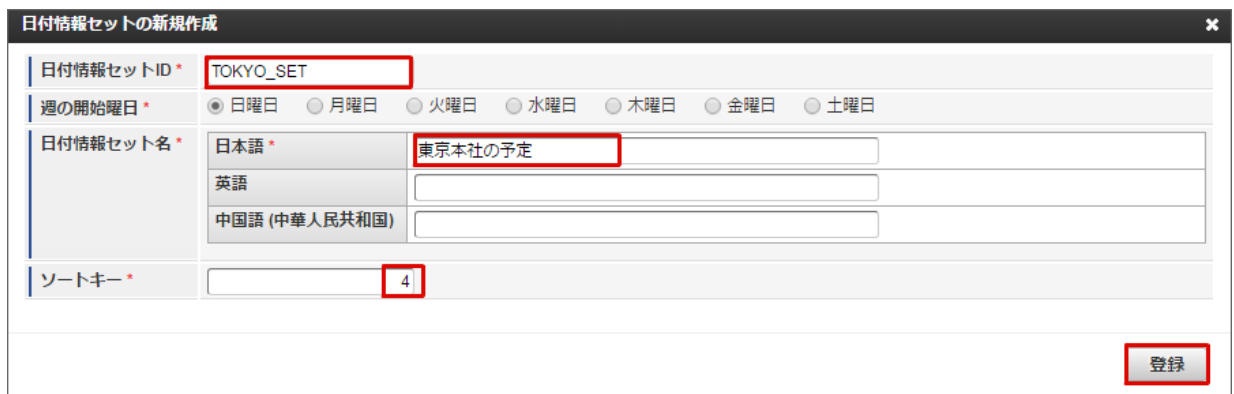 日付情報セットの新規作成
日付情報セットID * TOKYO_SET
週の開始曜日 * 日曜日 月曜日 火曜日 水曜日 木曜日 金曜日 土曜日
日付情報セット名 * 日本語 * 東京本社の予定
英語
中国語 (中華人民共和国)
ソートキー * 4
登録